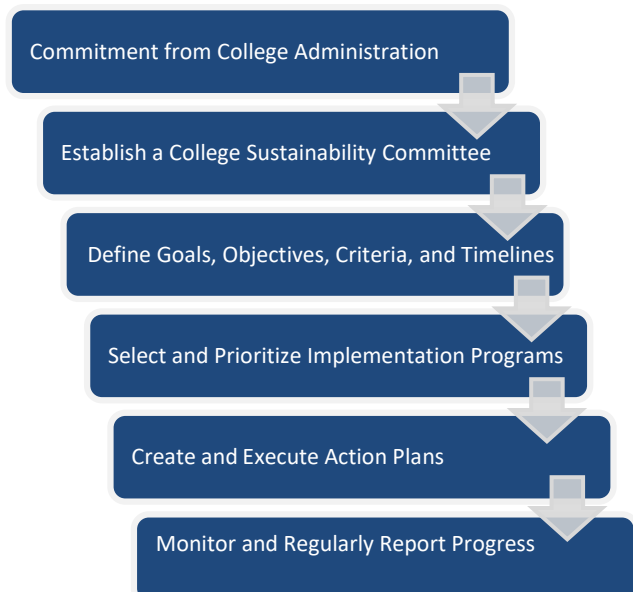 Commitment from College Administration
Establish a College Sustainability Committee
Define Goals, Objectives, Criteria, and Timelines
Select and Prioritize Implementation Programs
Create and Execute Action Plans
Monitor and Regularly Report Progress